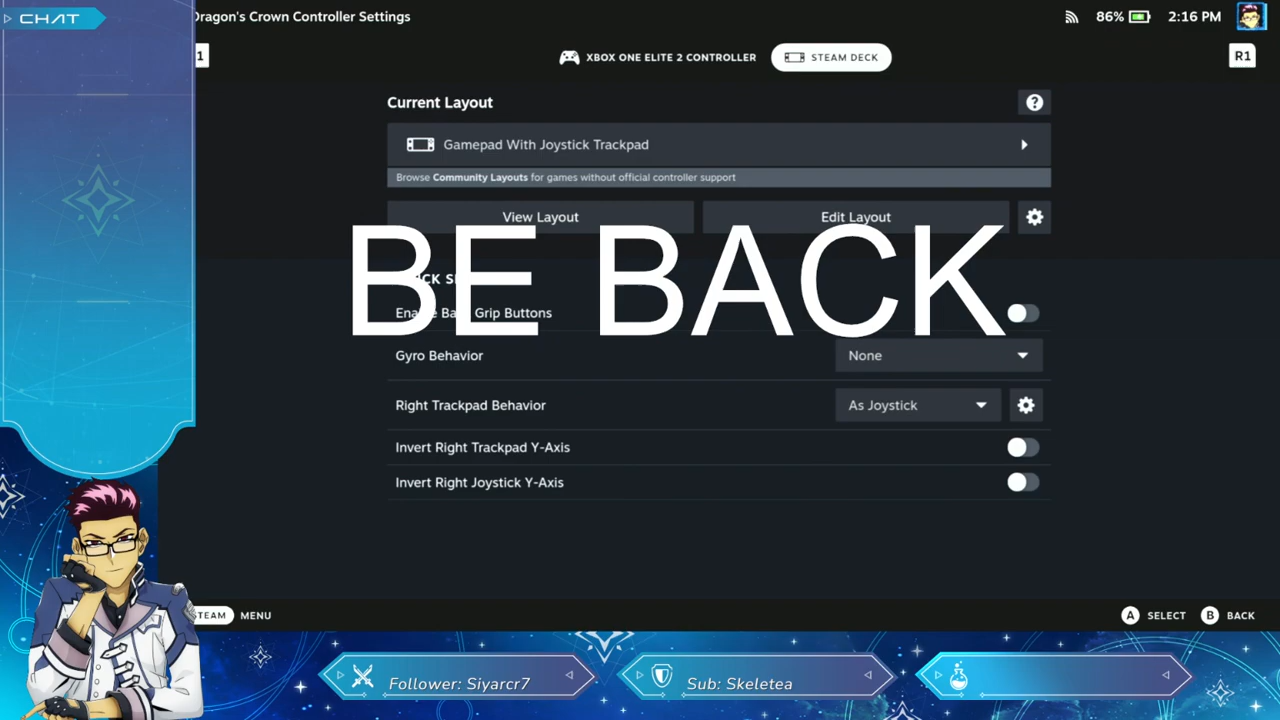 CHAT
Dragon's Crown Controller Settings
86%
2:16 PM
1
XBOX ONE ELITE 2 CONTROLLER
STEAM DECK
R1
Current Layout
?
Gamepad With Joystick Trackpad
Browse Community Layouts for games without official controller support
View Layout
Edit Layout
BE BACK
Grip Buttons
Gyro Behavior
None
Right Trackpad Behavior
As Joystick
Invert Right Trackpad Y-Axis
Invert Right Joystick Y-Axis
STEAM
MENU
A SELECT
B BACK
Follower: Siyarcr7
Sub: Skeletea